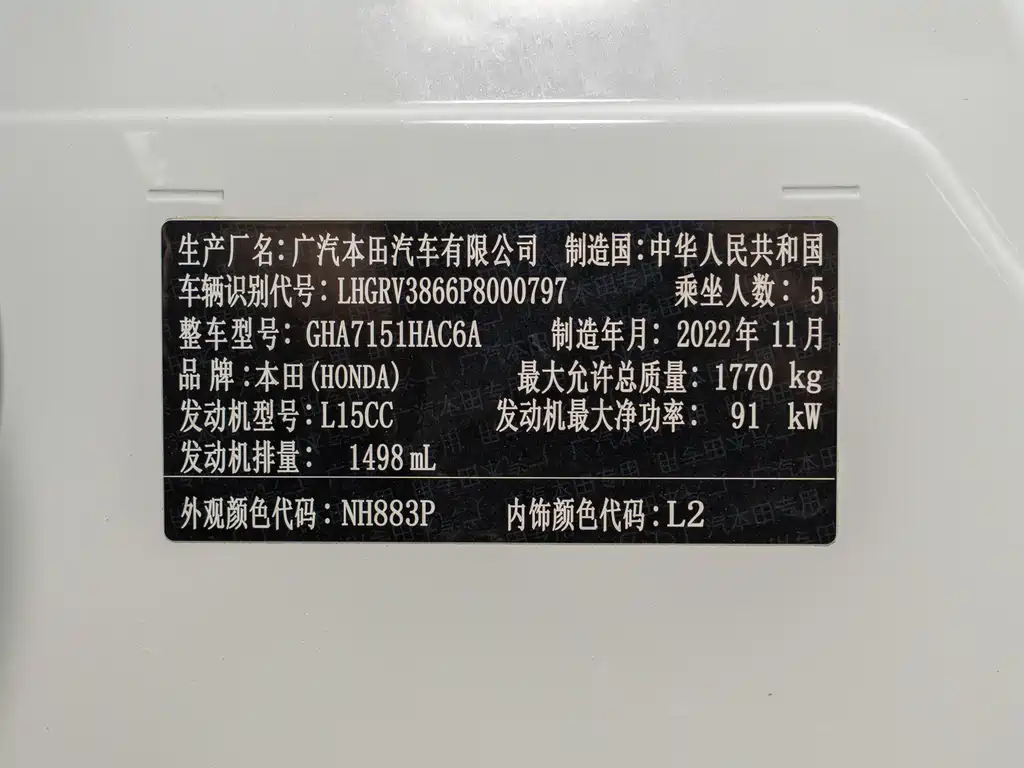 生产厂名：广汽本田汽车有限公司 制造国：中华人民共和国
车辆识别代号：LHGRV3866P8000797 乘坐人数：5
整车型号：GHA7151HAC6A 制造年月：2022年 11月
品 牌：本田(HONDA) 最大允许总质量：1770 kg
发动机型号：L15CC 发动机最大净功率：91 kW
发动机排量： 1498 mL
外观颜色代码：NH883P 内饰颜色代码：L2